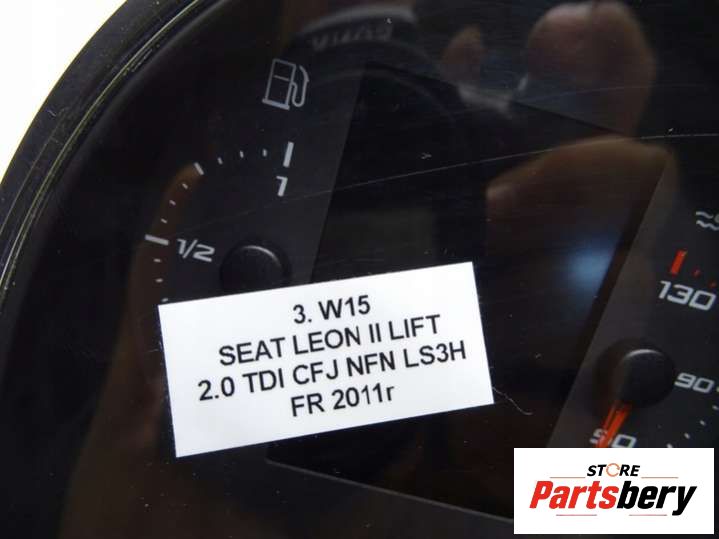 1
1/2
130
90
50
3. W15
SEAT LEON II LIFT
2.0 TDI CFJ NFN LS3H
FR 2011r
STORE
Partsbery